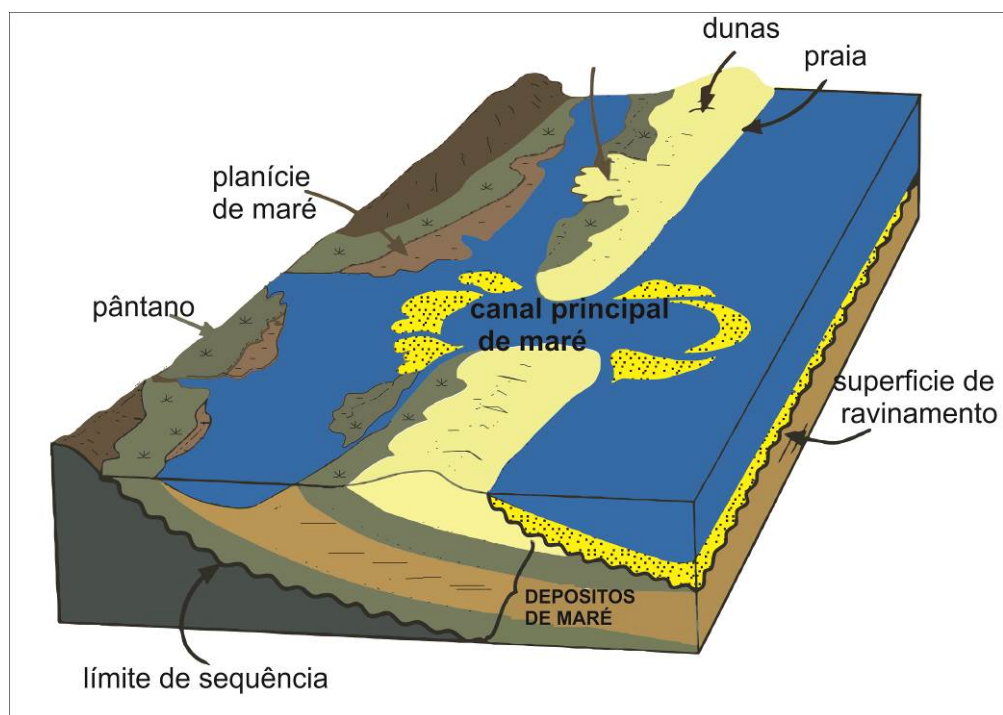 dunas
praia
planície
de maré
pântano
canal principal
de maré
superficie de
ravinamento
DEPOSITOS
DE MARÉ
límite de sequência